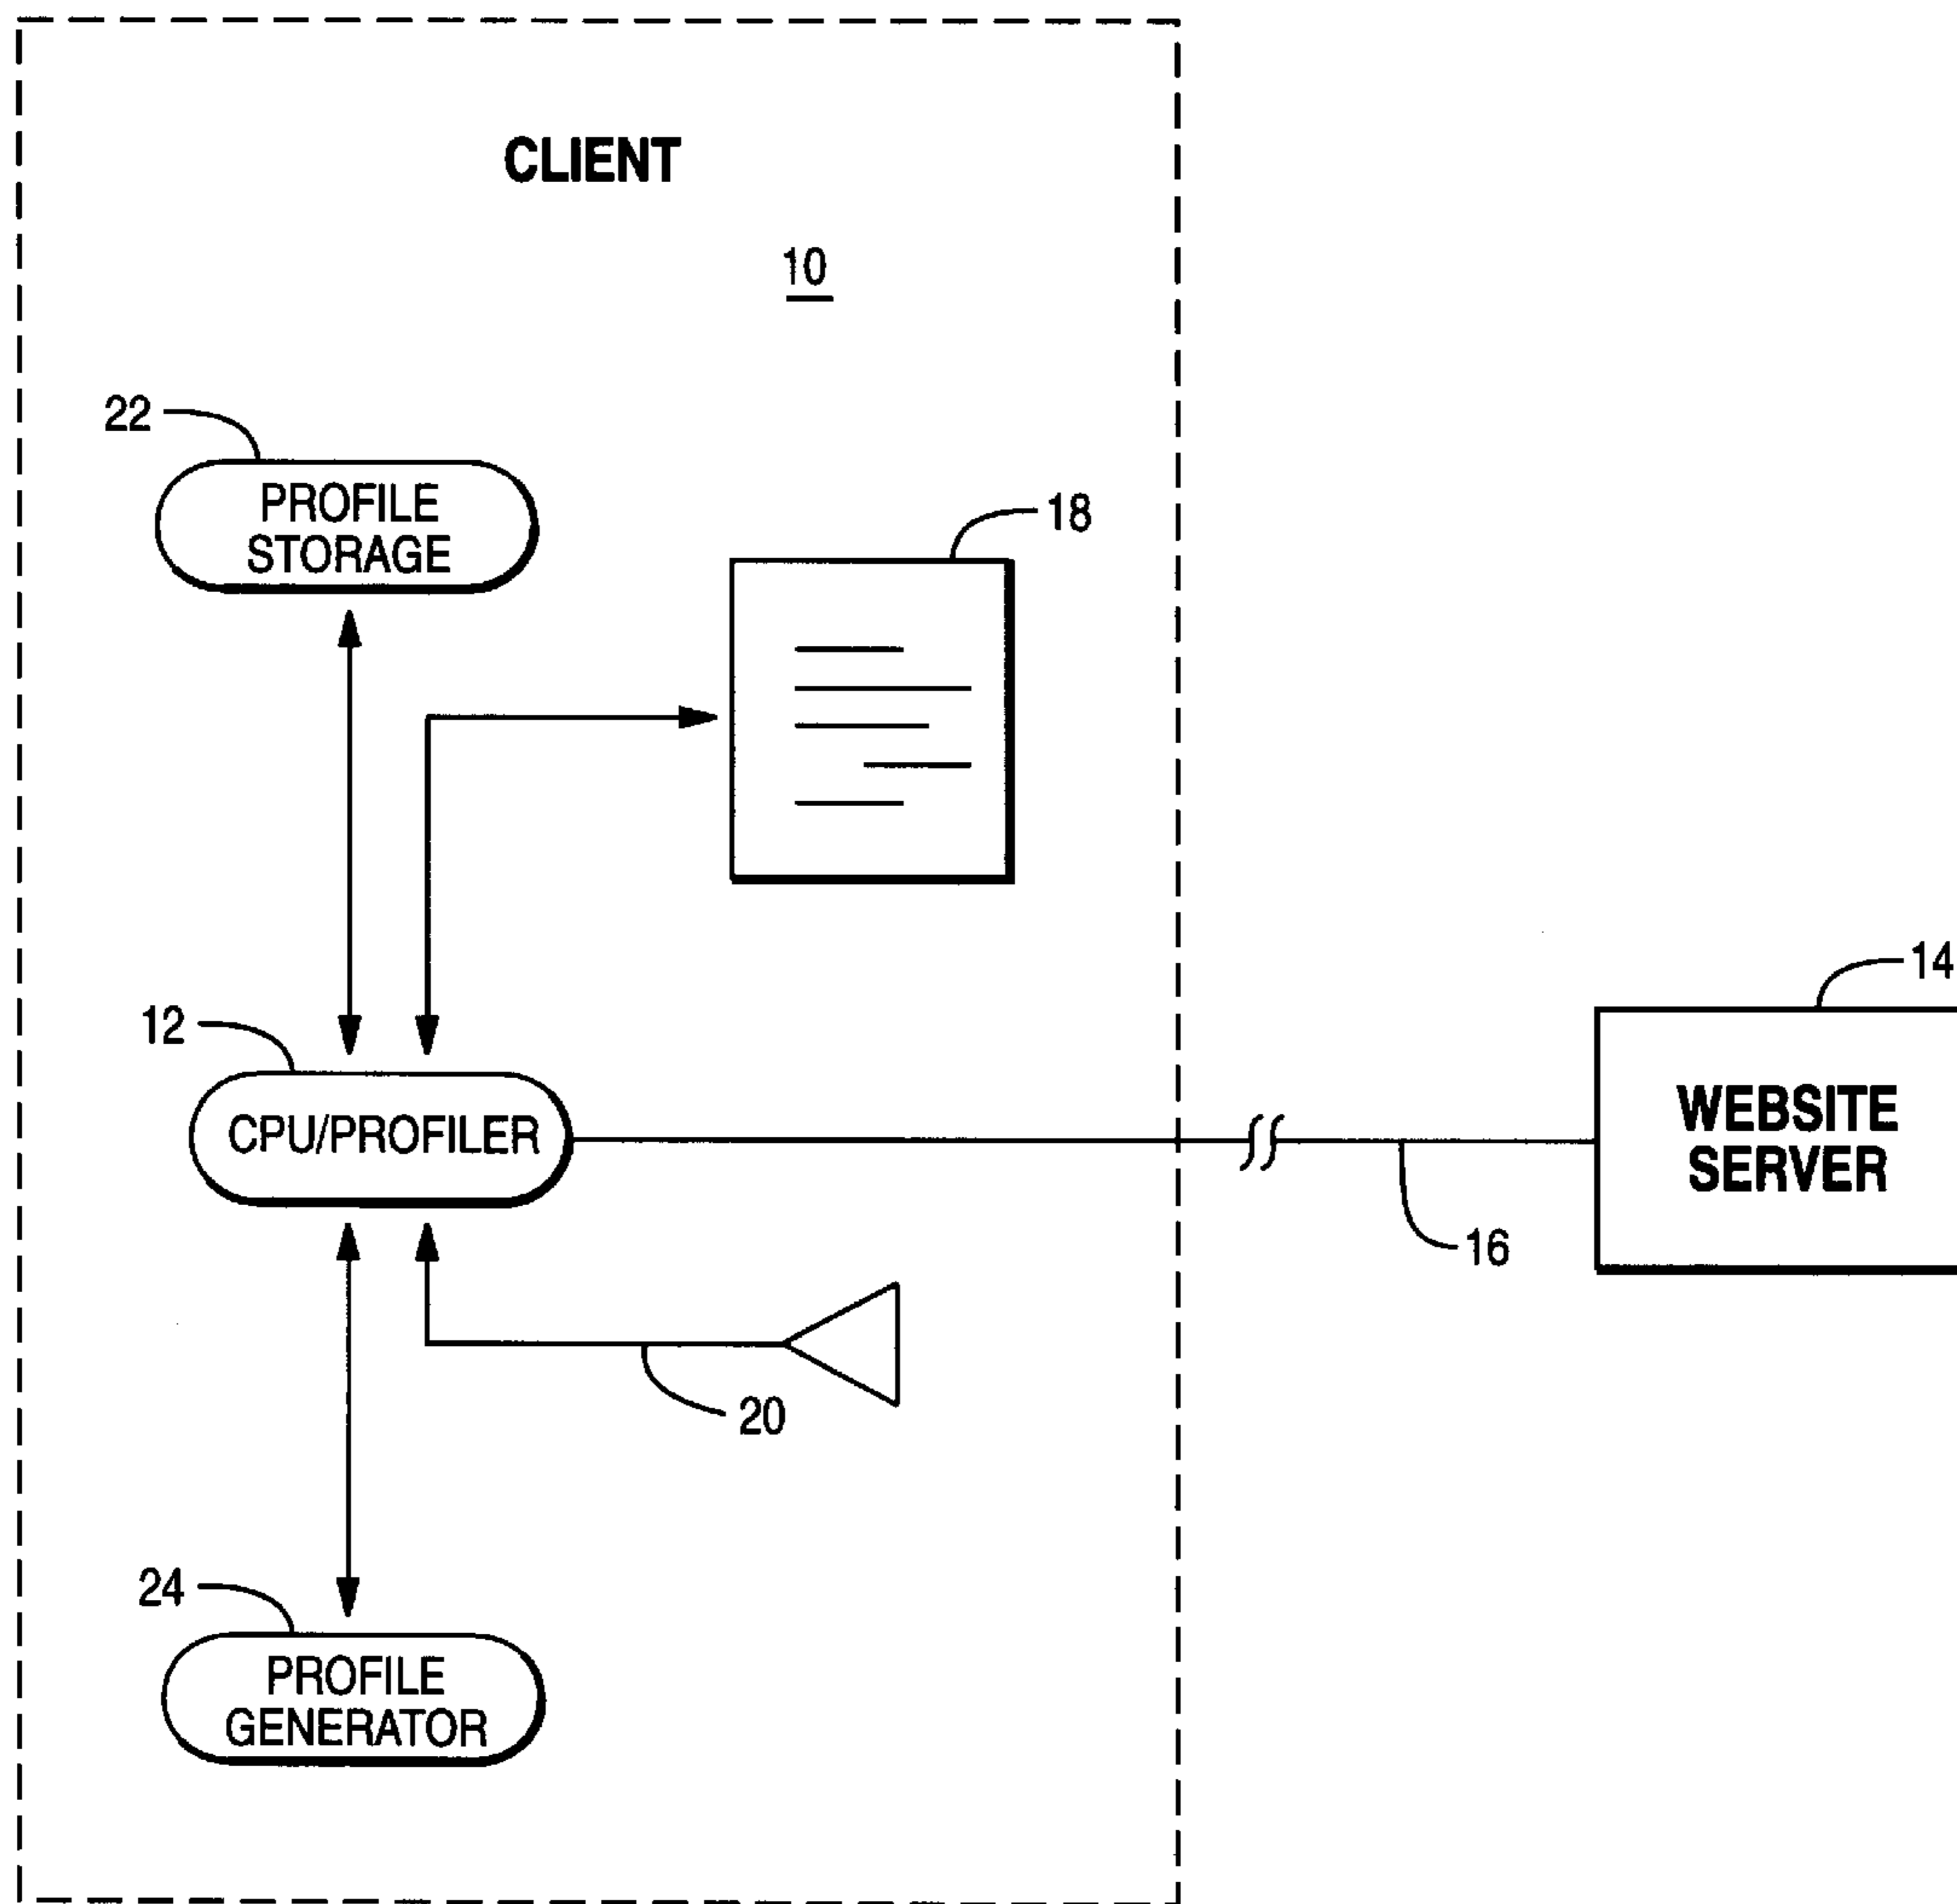 CLIENT
10
22
PROFILE
STORAGE
18
14
12
CPU/PROFILER
WEBSITE
SERVER
16
20
24
PROFILE
GENERATOR